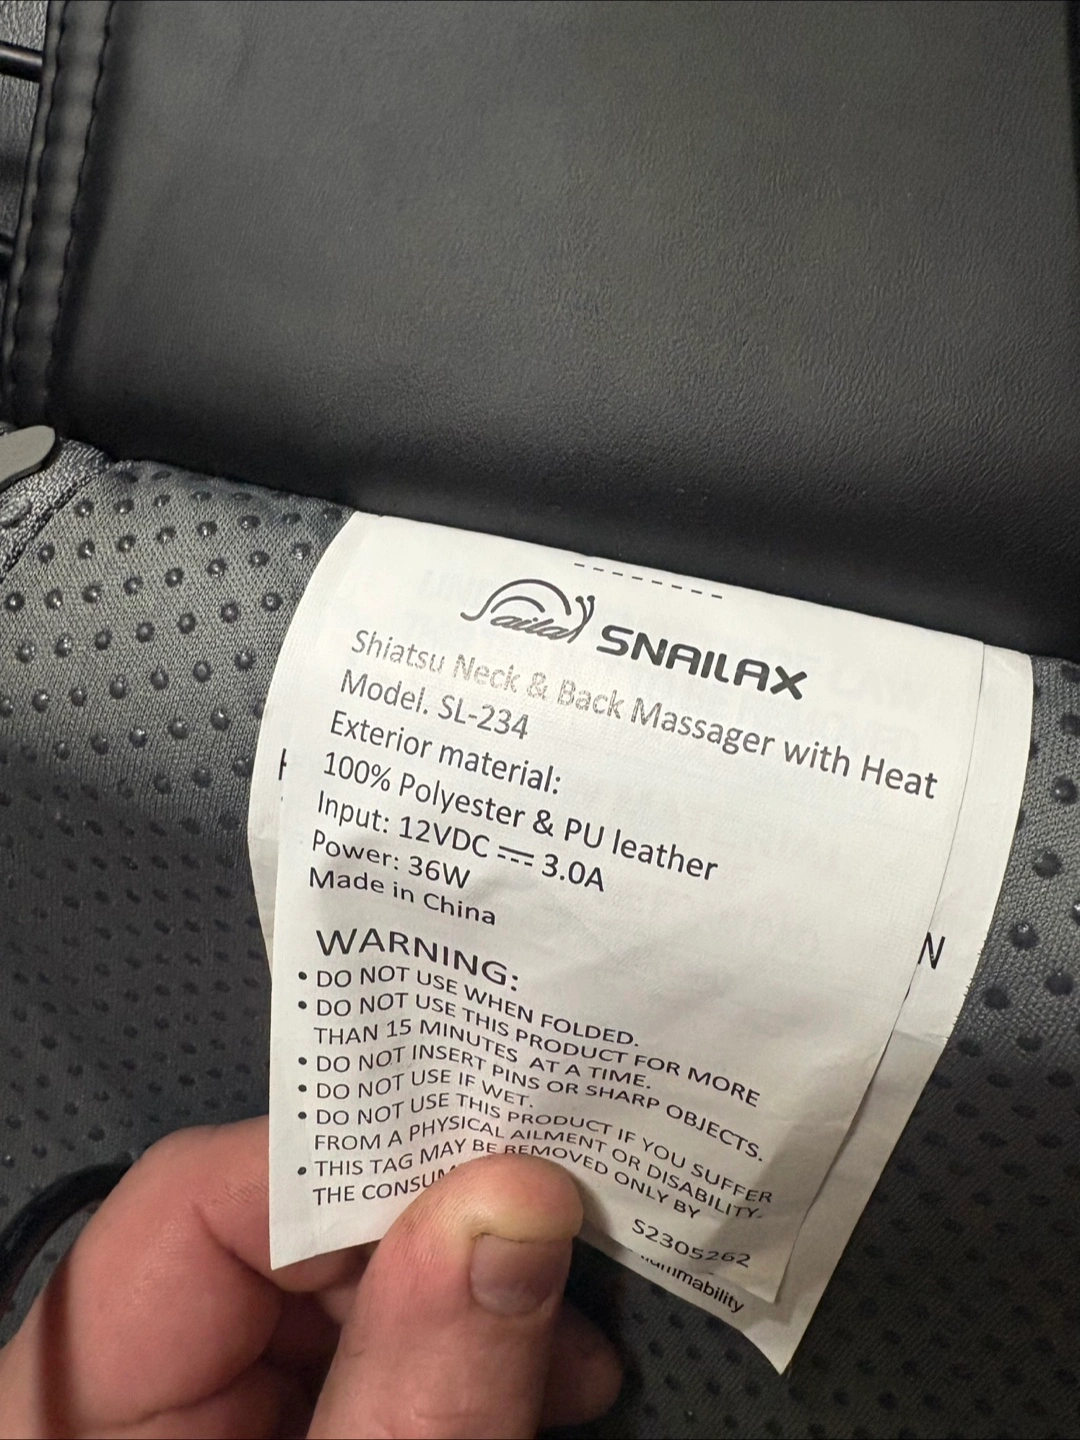 Snailax SNAILAX
Shiatsu Neck & Back Massager with Heat
Model. SL-234
Exterior material:
100% Polyester & PU leather
Input: 12VDC ⎓ 3.0A
Power: 36W
Made in China
WARNING:
• DO NOT USE WHEN FOLDED.
• DO NOT USE THIS PRODUCT FOR MORE
THAN 15 MINUTES AT A TIME.
• DO NOT INSERT PINS OR SHARP OBJECTS.
• DO NOT USE IF WET.
• DO NOT USE THIS PRODUCT IF YOU SUFFER
FROM A PHYSICAL AILMENT OR DISABILITY.
• THIS TAG MAY BE REMOVED ONLY BY
THE
S2305262
N